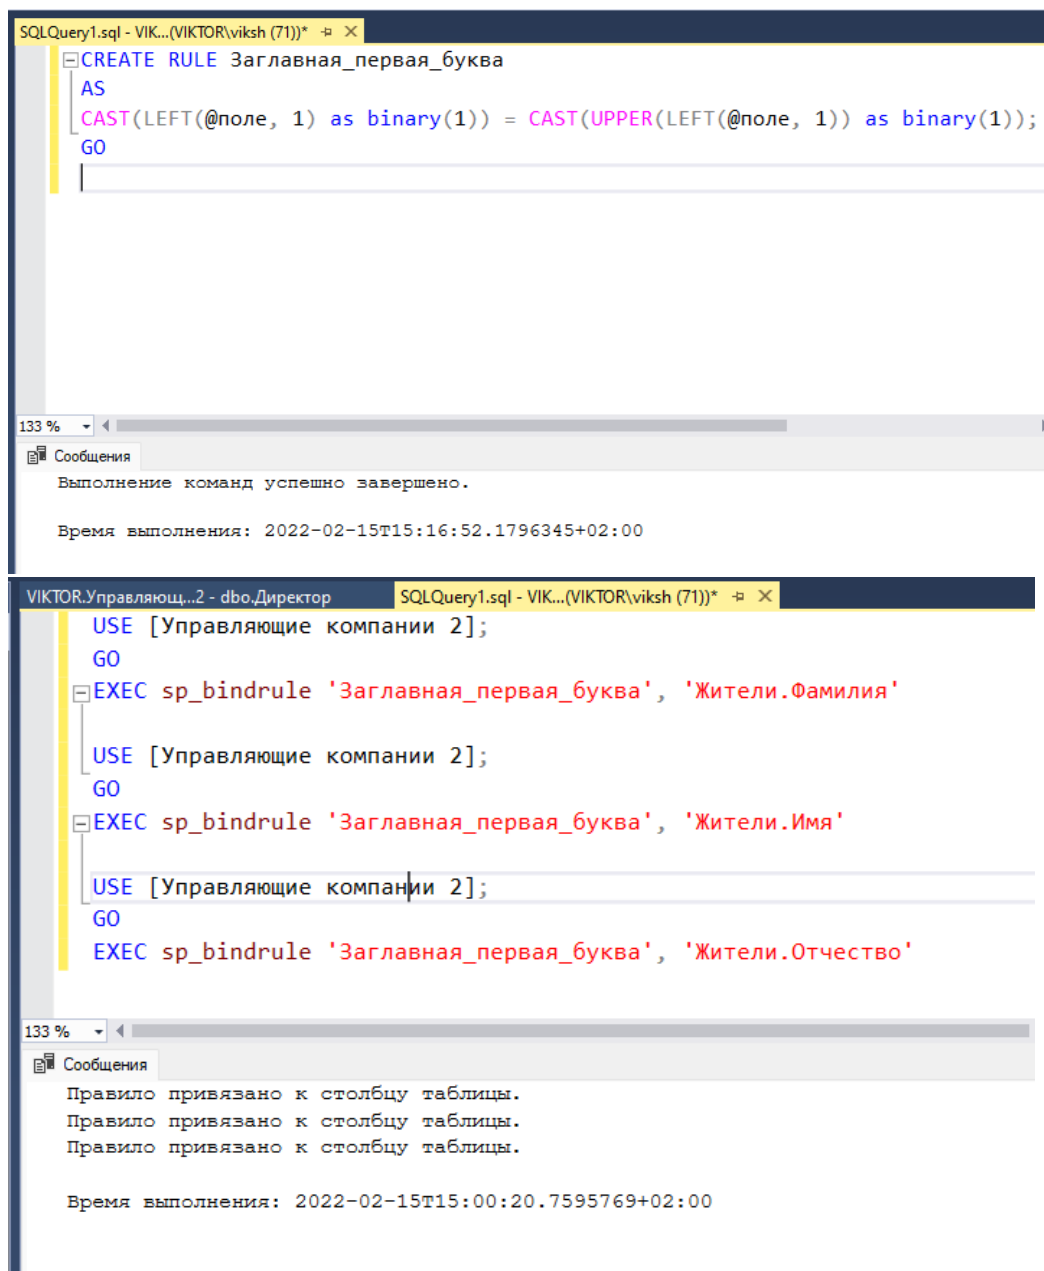 SQLQuery1.sql - VIK...(VIKTOR\viksh (71))*
CREATE RULE Заглавная_первая_буква
AS
CAST(LEFT(@поле, 1) as binary(1)) = CAST(UPPER(LEFT(@поле, 1)) as binary(1));
GO
133 %
Сообщения
Выполнение команд успешно завершено.
Время выполнения: 2022-02-15T15:16:52.1796345+02:00
VIKTOR.Управляющ...2 - dbo.Директор SQLQuery1.sql - VIK...(VIKTOR\viksh (71))*
USE [Управляющие компании 2];
GO
EXEC sp_bindrule 'Заглавная_первая_буква', 'Жители.Фамилия'
USE [Управляющие компании 2];
GO
EXEC sp_bindrule 'Заглавная_первая_буква', 'Жители.Имя'
USE [Управляющие компании 2];
GO
EXEC sp_bindrule 'Заглавная_первая_буква', 'Жители.Отчество'
133 %
Сообщения
Правило привязано к столбцу таблицы.
Правило привязано к столбцу таблицы.
Правило привязано к столбцу таблицы.
Время выполнения: 2022-02-15T15:00:20.7595769+02:00